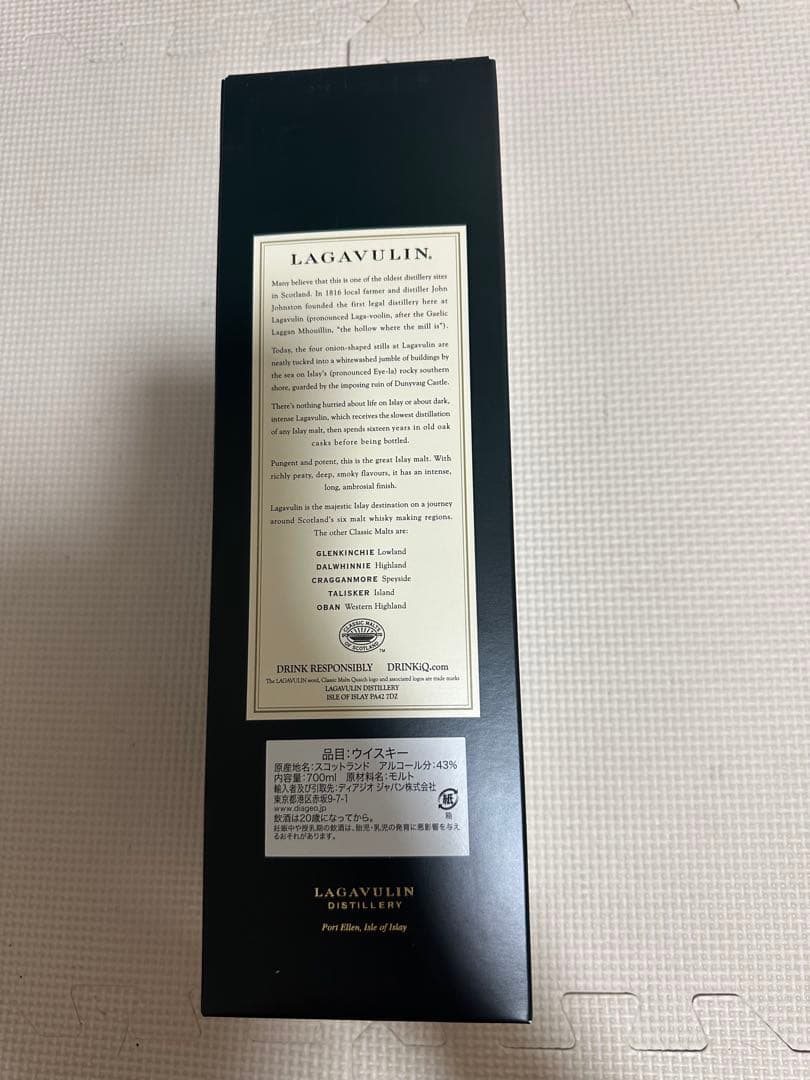 LAGAVULIN.
Many believe that this is one of the oldest distillery sites
in Scotland. In 1816 local farmer and distiller John
Johnston founded the first legal distillery here at
Lagavulin (pronounced Laga-voolin, after the Gaelic
Laggan Mhouillin, "the hollow where the mill is").
Today, the four onion-shaped stills at Lagavulin are
neatly tucked into a whitewashed jumble of buildings by
the sea on Islay's (pronounced Eye-la) rocky southern
shore, guarded by the imposing ruin of Dunyvaig Castle.
There's nothing hurried about life on Islay or about dark,
intense Lagavulin, which receives the slowest distillation
of any Islay malt, then spends sixteen years in old oak
casks before being bottled.
Pungent and potent, this is the great Islay malt. With
richly peaty, deep, smoky flavours, it has an intense,
long, ambrosial finish.
Lagavulin is the majestic Islay destination on a journey
around Scotland's six malt whisky making regions.
The other Classic Malts are:
GLENKINCHIE Lowland
DALWHINNIE Highland
CRAGGANMORE Speyside
TALISKER Island
OBAN Western Highland
CLASSIC MALTS
OF SCOTLAND
TM
DRINK RESPONSIBLY DRINKiQ.com
The LAGAVULIN word, Classic Malts Quaich logo and associated logos are trade marks
LAGAVULIN DISTILLERY
ISLE OF ISLAY PA42 7DZ
品目:ウイスキー
原産地名:スコットランド アルコール分:43%
内容量:700ml 原材料名:モルト
輸入者及び引取先:ディアジオ ジャパン株式会社
東京都港区赤坂9-7-1
www.diageo.jp
飲酒は20歳になってから。
妊娠中や授乳期の飲酒は、胎児・乳児の発育に悪影響を与え
るおそれがあります。
紙
箱
LAGAVULIN
DISTILLERY
Port Ellen, Isle of Islay